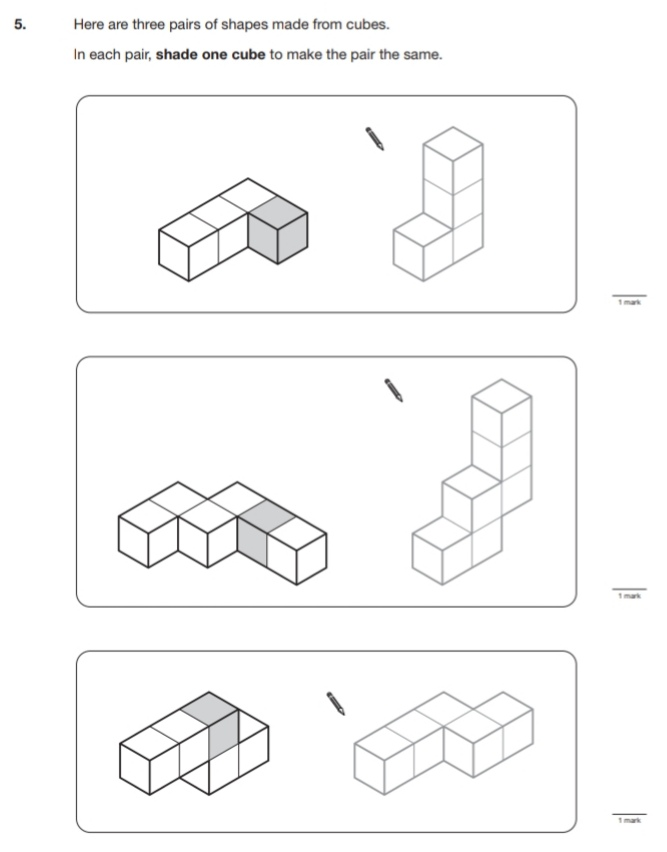 5. Here are three pairs of shapes made from cubes.
In each pair, shade one cube to make the pair the same.
1 mark
1 mark
1 mark